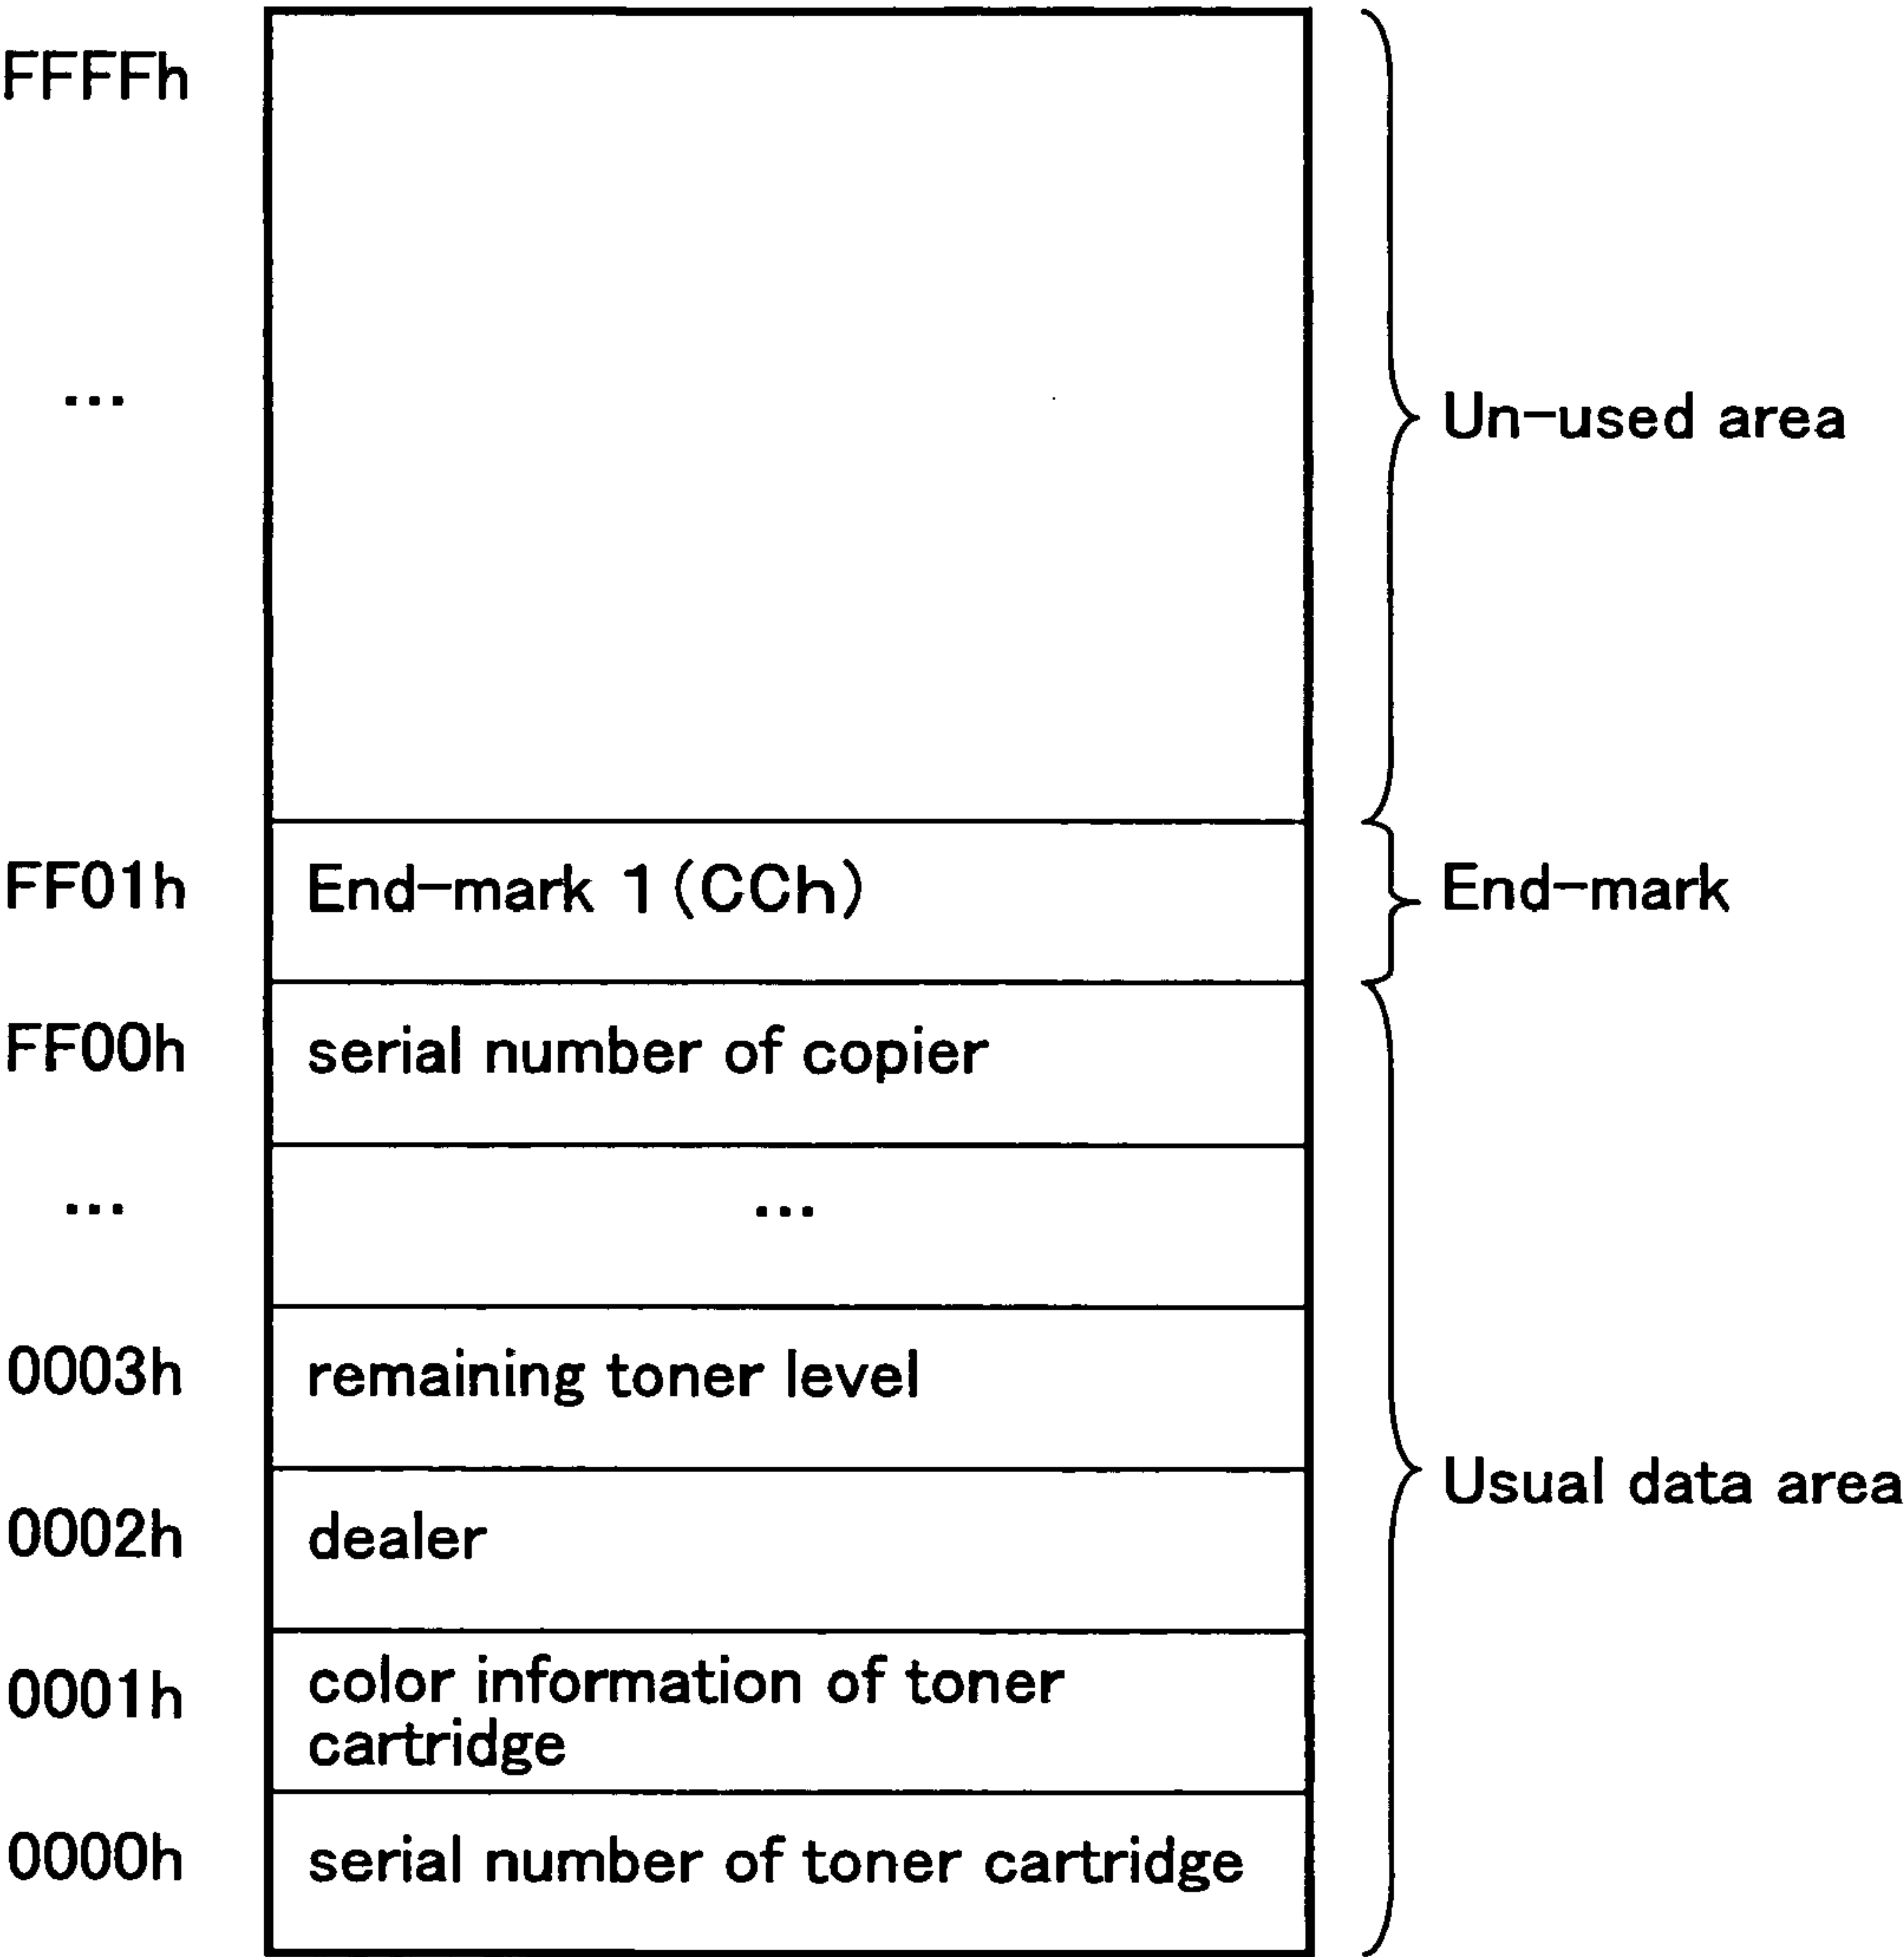 FFFFh
...
Un-used area
FF01h
End-mark 1(CCh)
End-mark
FF00h
serial number of copier
...
...
0003h
remaining toner level
Usual data area
0002h
dealer
0001h
color information of toner
cartridge
0000h
serial number of toner cartridge